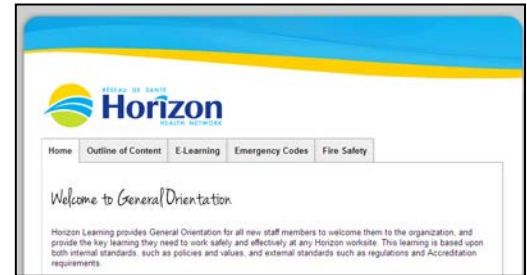 RÉSEAU DE SANTÉ
Horizon
HEALTH NETWORK
Home Outline of Content E-Learning Emergency Codes Fire Safety
Welcome to General Orientation
Horizon Learning provides General Orientation for all new staff members to welcome them to the organization, and
provide the key learning they need to work safely and effectively at any Horizon worksite. This learning is based upon
both internal standards, such as policies and values, and external standards such as regulations and Accreditation
requirements.